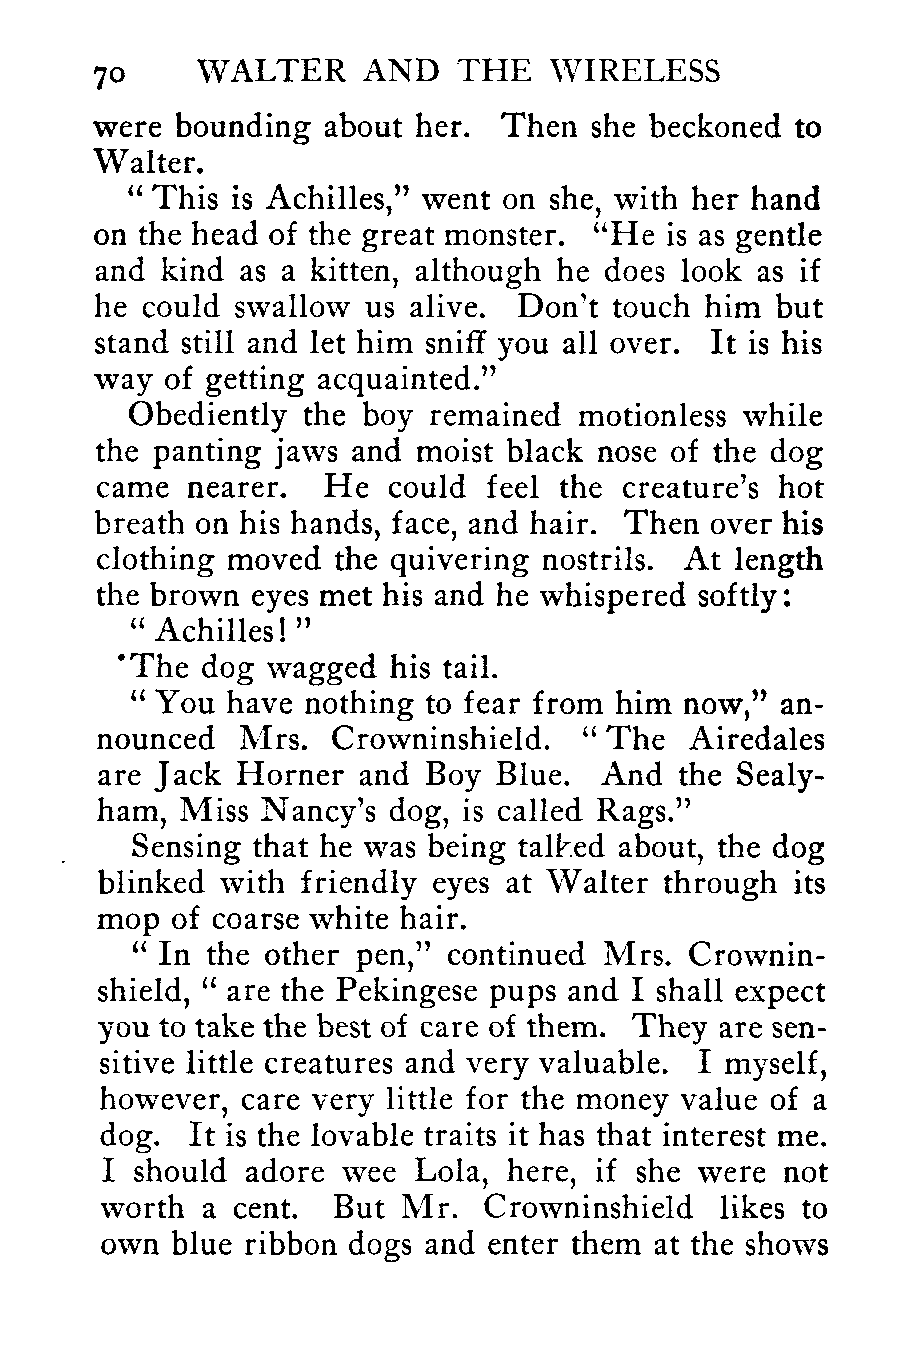 70 WALTER AND THE WIRELESS
were bounding about her. Then she beckoned to
Walter.
" This is Achilles," went on she, with her hand
on the head of the great monster. "He is as gentle
and kind as a kitten, although he does look as if
he could swallow us alive. Don't touch him but
stand still and let him sniff you all over. It is his
way of getting acquainted."
Obediently the boy remained motionless while
the panting jaws and moist black nose of the dog
came nearer. He could feel the creature's hot
breath on his hands, face, and hair. Then over his
clothing moved the quivering nostrils. At length
the brown eyes met his and he whispered softly:
" Achilles! "
The dog wagged his tail.
" You have nothing to fear from him now," an-
nounced Mrs. Crowninshield. " The Airedales
are Jack Horner and Boy Blue. And the Sealy-
ham, Miss Nancy's dog, is called Rags."
Sensing that he was being talked about, the dog
blinked with friendly eyes at Walter through its
mop of coarse white hair.
" In the other pen," continued Mrs. Crownin-
shield, " are the Pekingese pups and I shall expect
you to take the best of care of them. They are sen-
sitive little creatures and very valuable. I myself,
however, care very little for the money value of a
dog. It is the lovable traits it has that interest me.
I should adore wee Lola, here, if she were not
worth a cent. But Mr. Crowninshield likes to
own blue ribbon dogs and enter them at the shows